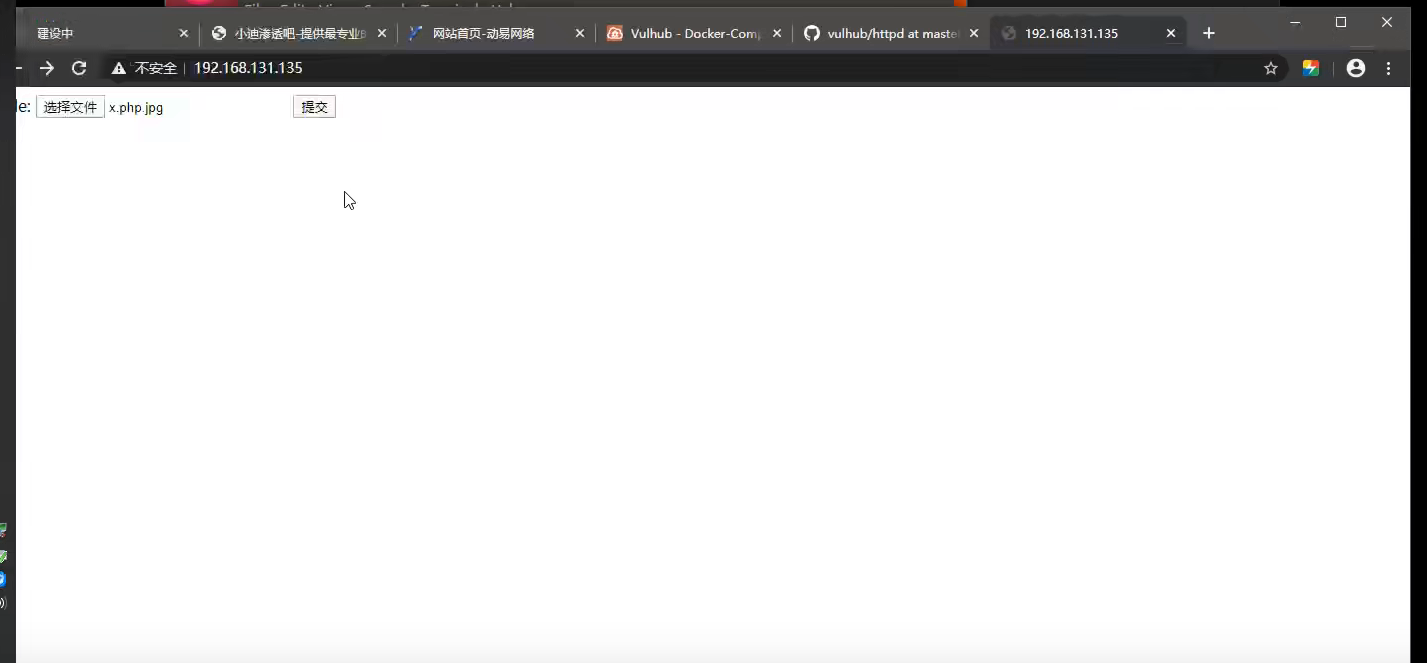 建设中
小迪渗透吧-提供最专业
网站首页-动易网络
Vulhub - Docker-Com
vulhub/httpd at maste
192.168.131.135
不安全 | 192.168.131.135
le: 选择文件 x.php.jpg 提交